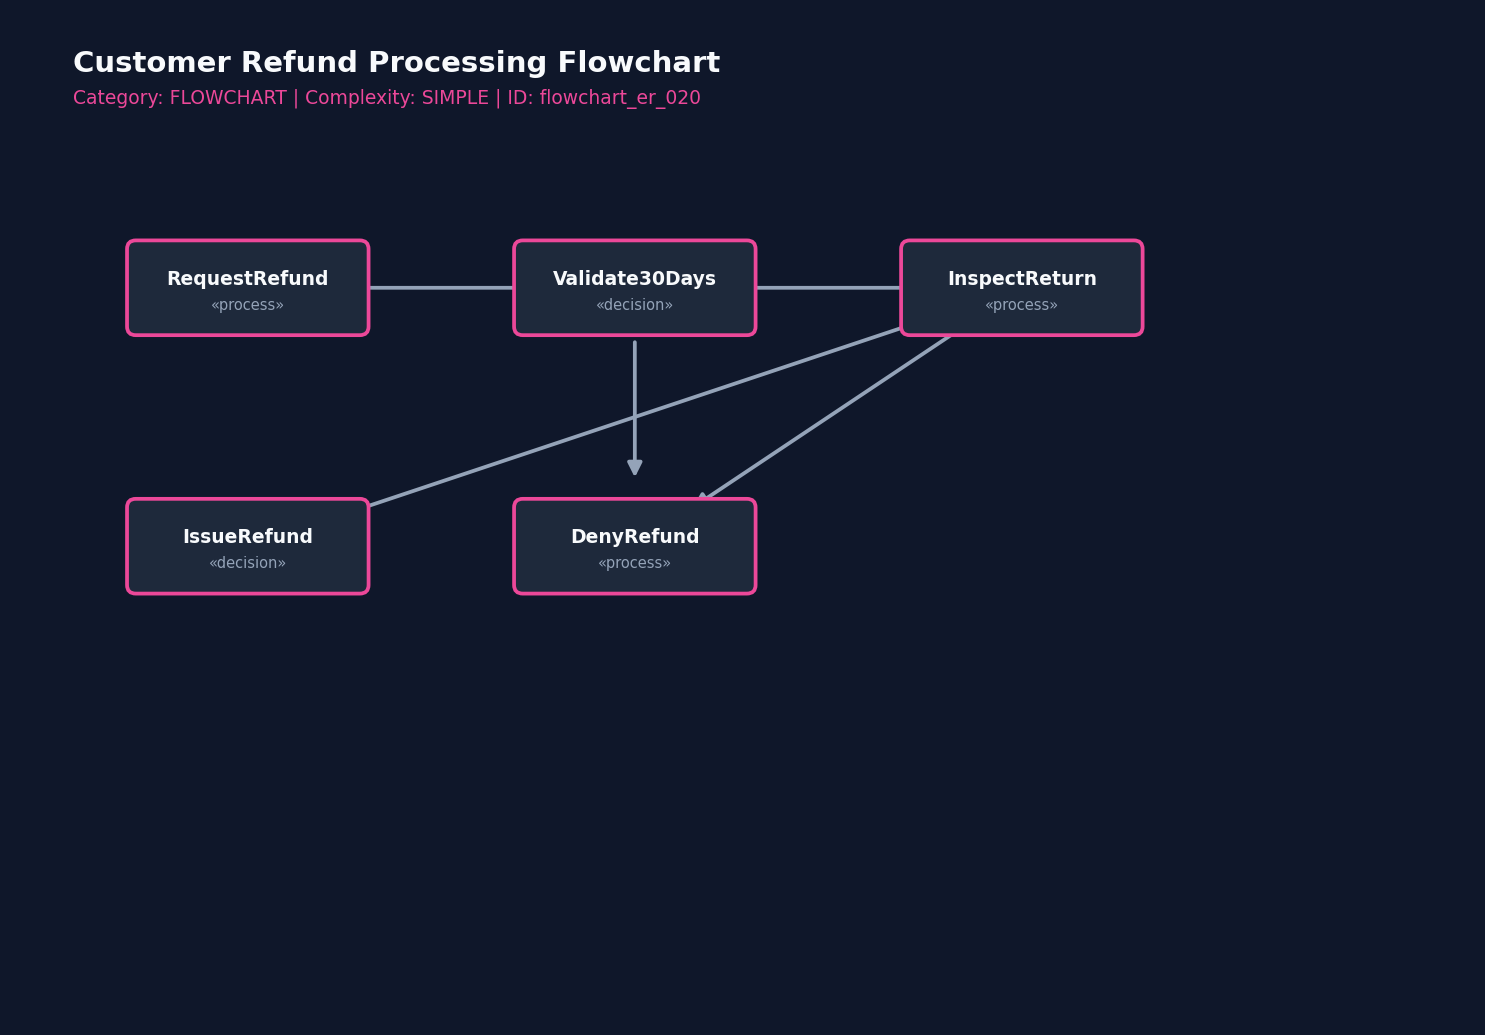 Customer Refund Processing Flowchart
Category: FLOWCHART | Complexity: SIMPLE | ID: flowchart_er_020
RequestRefund
«process»
Validate30Days
«decision»
InspectReturn
«process»
IssueRefund
«decision»
DenyRefund
«process»